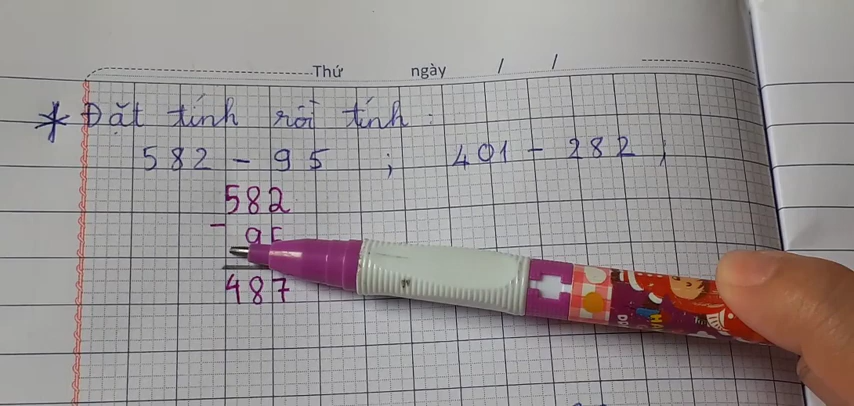 Thứ ngày / /
* Đặt tính rồi tính:
582 - 95 ; 401 - 282 ;
582
- 95
487